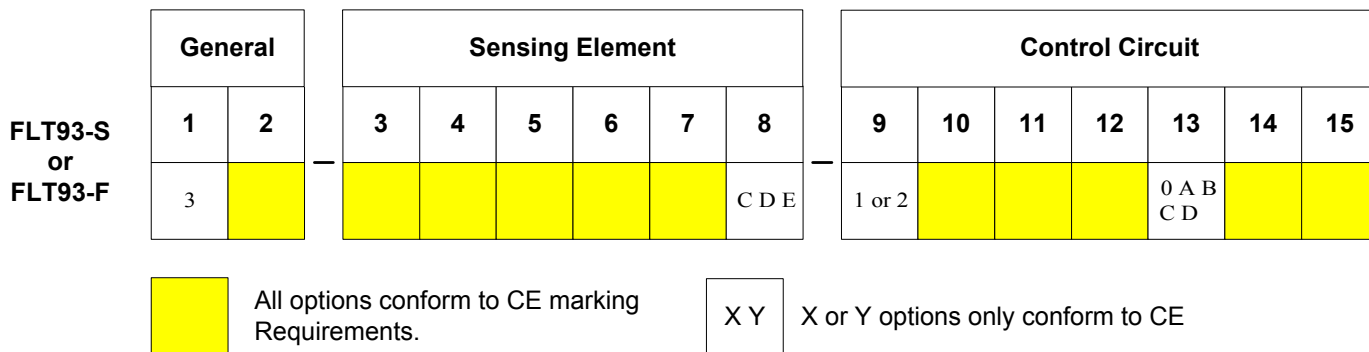 General Sensing Element Control Circuit
FLT93-S
or
FLT93-F
1 2 3 4 5 6 7 8 9 10 11 12 13 14 15
3 – – C D E 1 or 2 0 A B
C D
All options conform to CE marking
Requirements.
X Y X or Y options only conform to CE